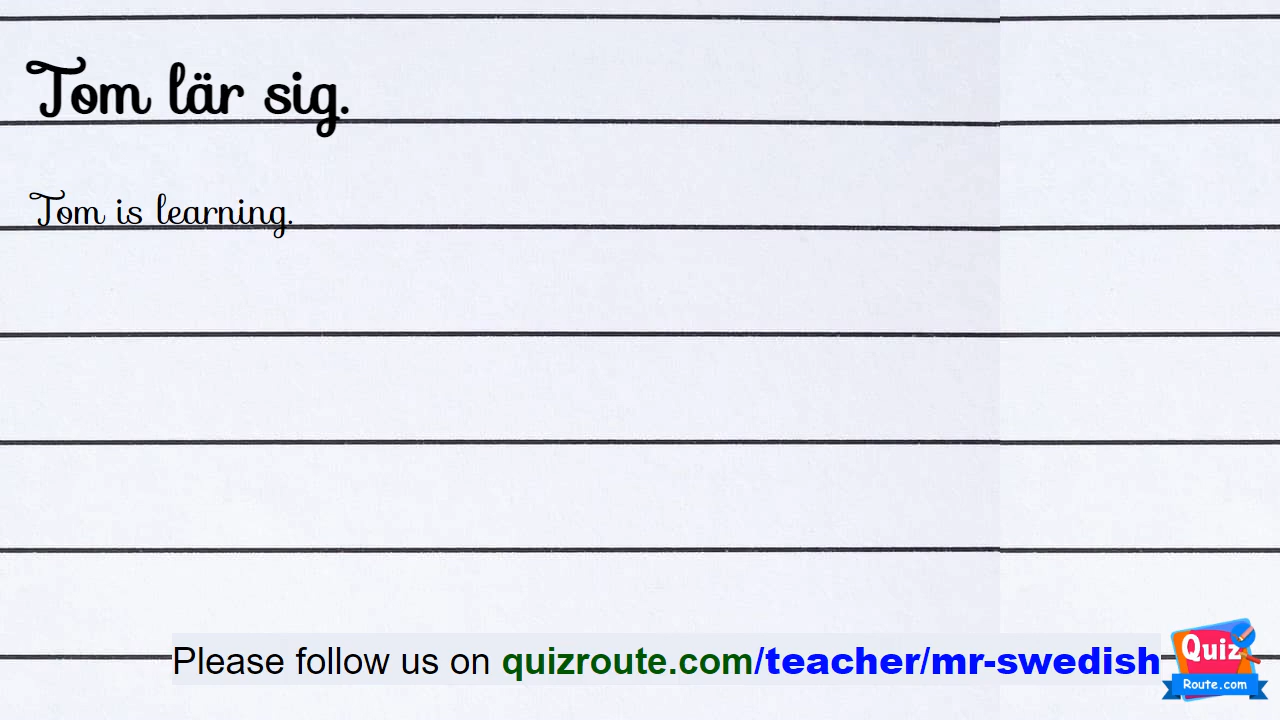 Tom lär sig.
Tom is learning.
Please follow us on quizroute.com/teacher/mr-swedish
Quiz
Route.com